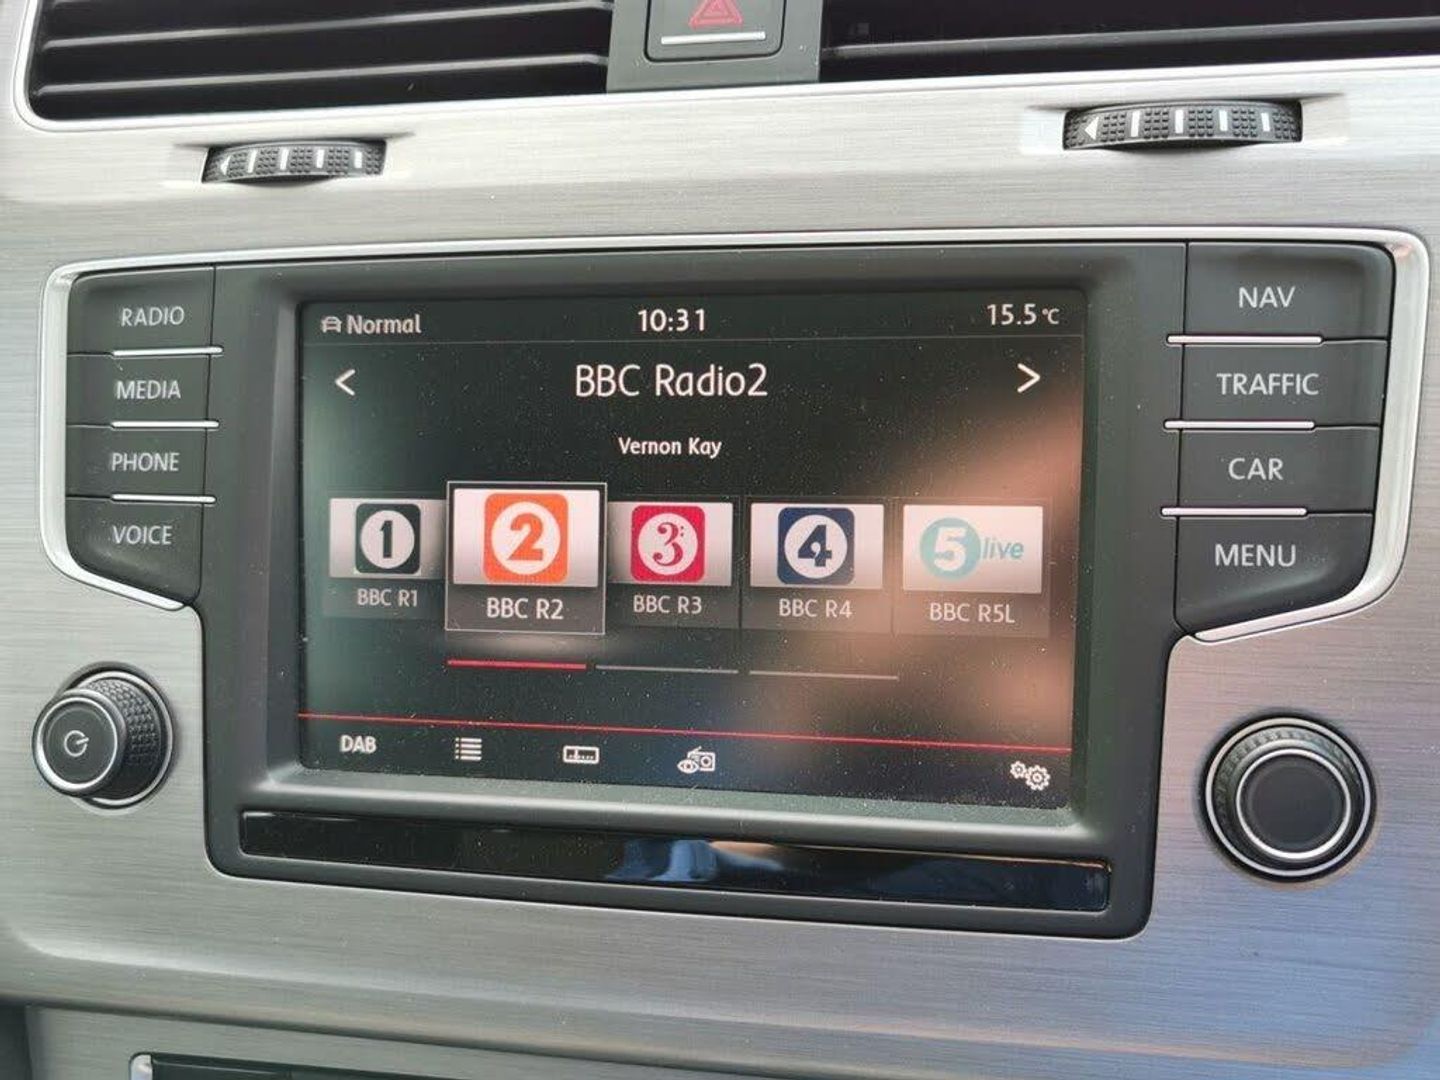 RADIO
MEDIA
PHONE
VOICE
Normal 10:31 15.5 °C
< BBC Radio2 >
Vernon Kay
1 2 3 4 5 live
BBC R1 BBC R2 BBC R3 BBC R4 BBC R5L
DAB
NAV
TRAFFIC
CAR
MENU